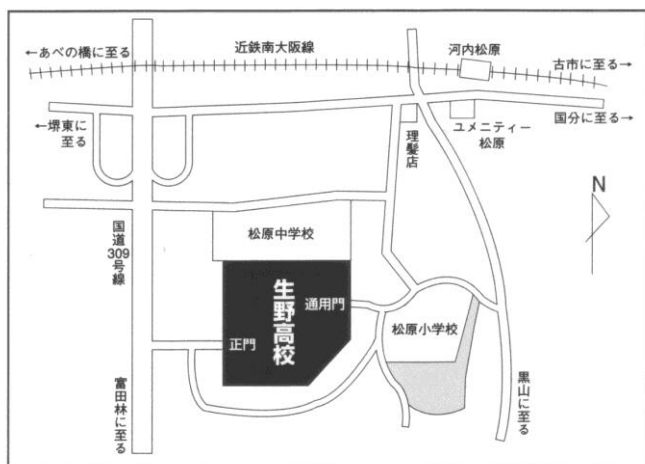 近鉄南大阪線
河内松原
←あべの橋に至る
古市に至る→
←堺東に
至る
理髪店
ユメニティー
松原
国分に至る→
N
国道309号線
松原中学校
生野高校
通用門
正門
松原小学校
富田林に至る
黒山に至る